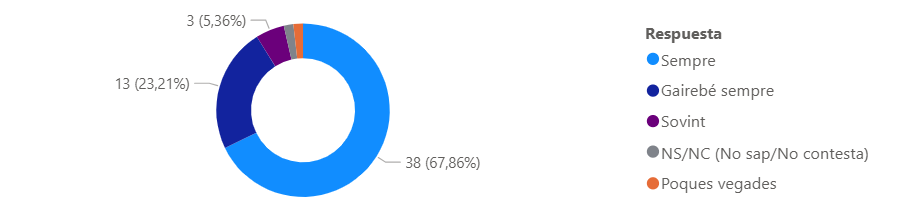 3 (5,36%)
13 (23,21%)
38 (67,86%)
Respuesta
Sempre
Gairebé sempre
Sovint
NS/NC (No sap/No contesta)
Poques vegades